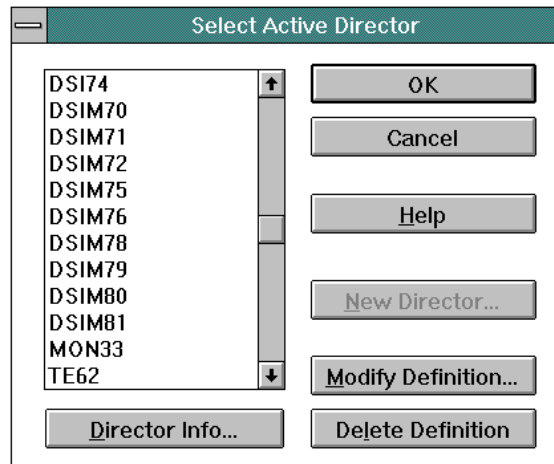 Select Active Director
DSI74
DSIM70
DSIM71
DSIM72
DSIM75
DSIM76
DSIM78
DSIM79
DSIM80
DSIM81
MON33
TE62
OK
Cancel
Help
New Director...
Modify Definition...
Director Info...
Delete Definition